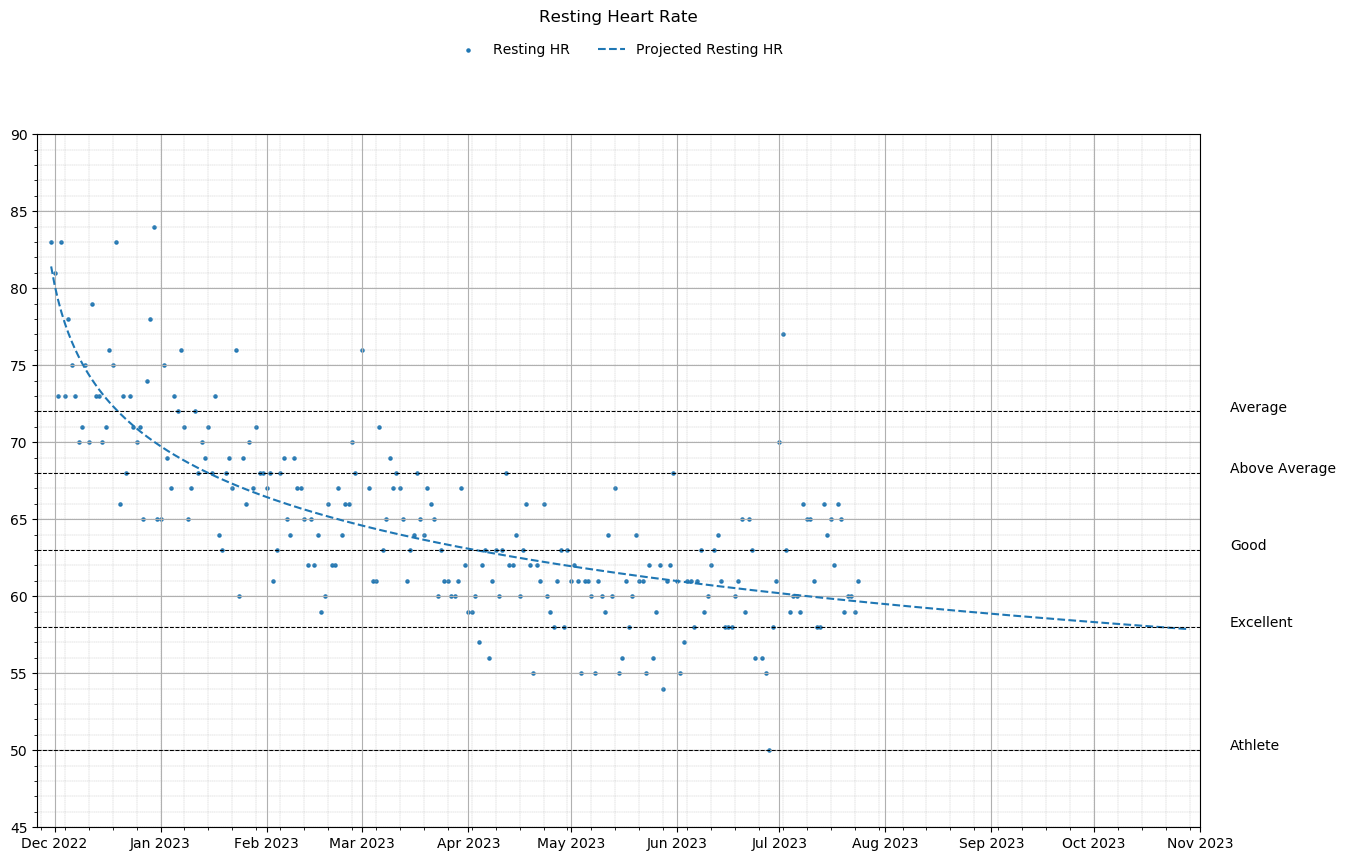 Resting Heart Rate
Resting HR
Projected Resting HR
90
85
80
75
Average
70
Above Average
65
Good
60
Excellent
55
50
Athlete
45
Dec 2022 Jan 2023 Feb 2023 Mar 2023 Apr 2023 May 2023 Jun 2023 Jul 2023 Aug 2023 Sep 2023 Oct 2023 Nov 2023